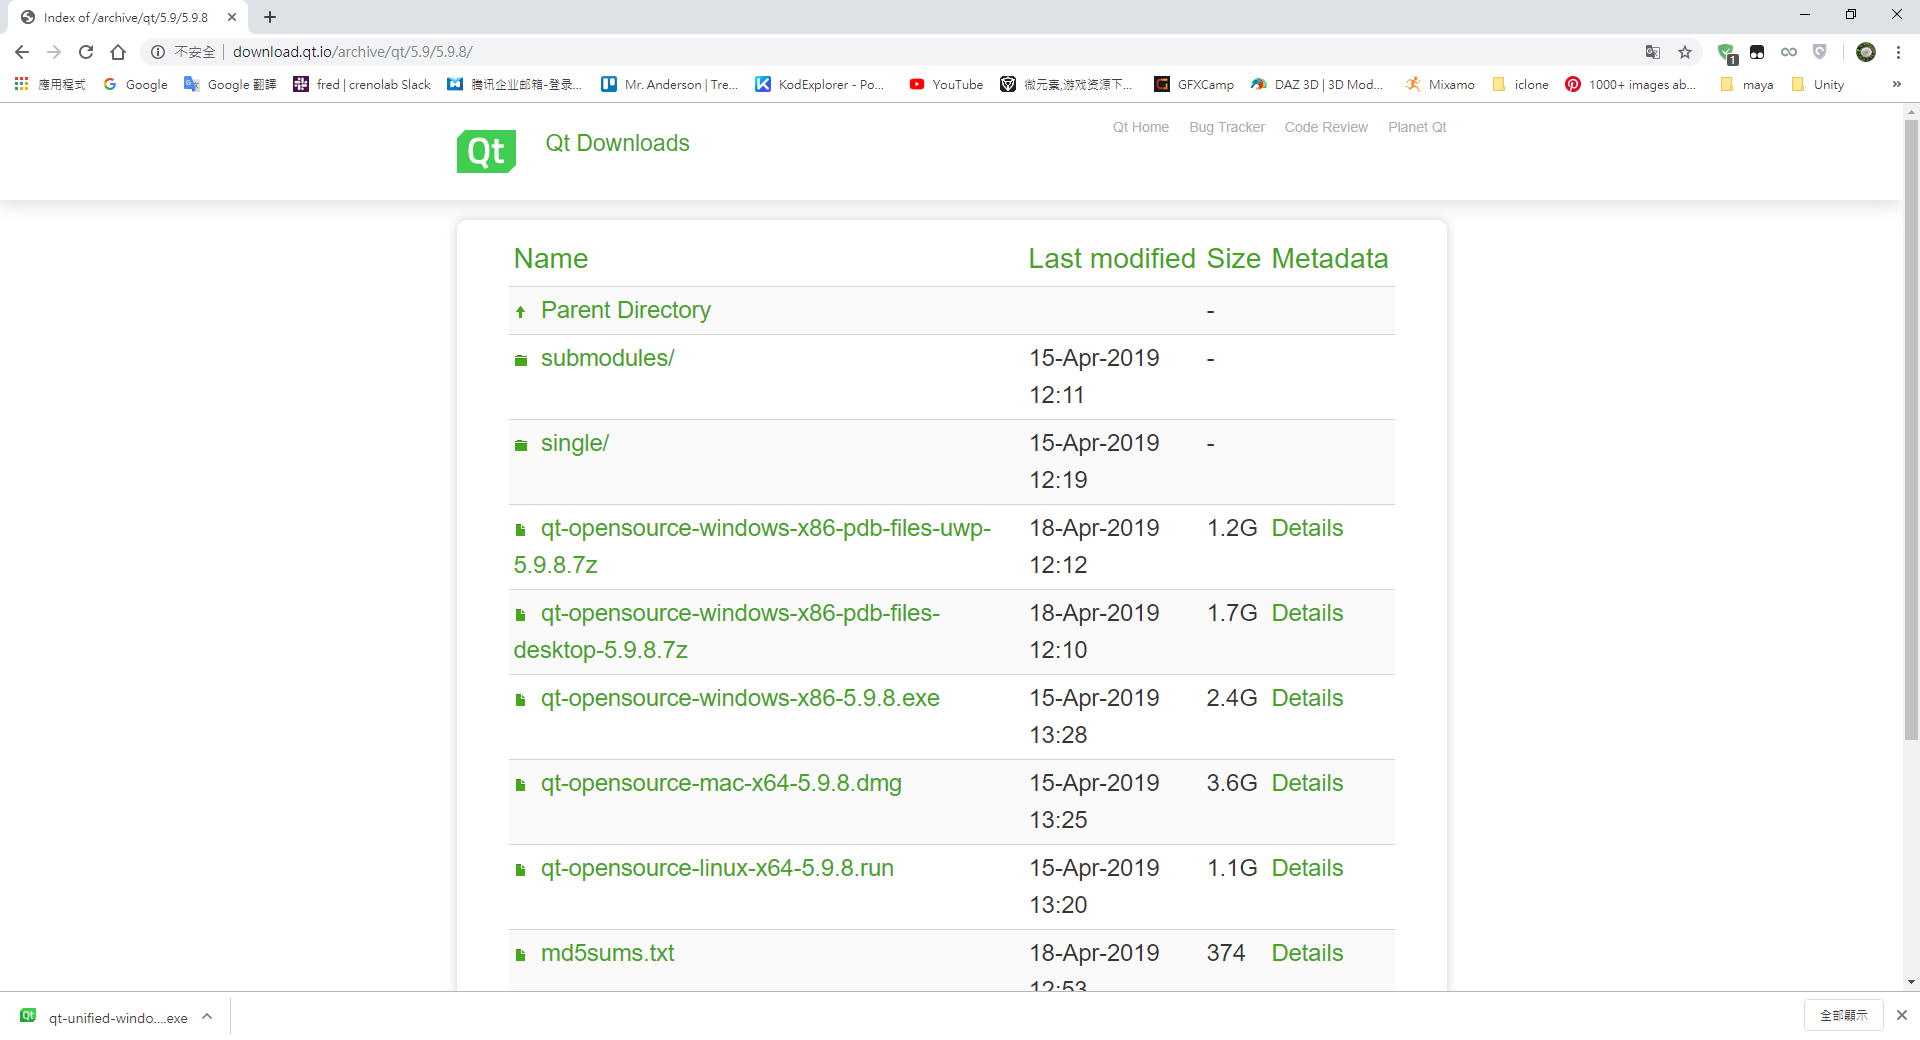 Index of /archive/qt/5.9/5.9.8
不安全 download.qt.io/archive/qt/5.9/5.9.8/
應用程式 Google Google 翻譯 fred | crenolab Slack 腾讯企业邮箱-登录... Mr. Anderson | Tre... KodExplorer - Po... YouTube 微元素,游戏资源下... GFXCamp DAZ 3D | 3D Mod... Mixamo iclone 1000+ images ab... maya Unity »
Qt Qt Downloads Qt Home Bug Tracker Code Review Planet Qt
Name Last modified Size Metadata
Parent Directory -
submodules/ 15-Apr-2019 -
12:11
single/ 15-Apr-2019 -
12:19
qt-opensource-windows-x86-pdb-files-uwp- 18-Apr-2019 1.2G Details
5.9.8.7z 12:12
qt-opensource-windows-x86-pdb-files- 18-Apr-2019 1.7G Details
desktop-5.9.8.7z 12:10
qt-opensource-windows-x86-5.9.8.exe 15-Apr-2019 2.4G Details
13:28
qt-opensource-mac-x64-5.9.8.dmg 15-Apr-2019 3.6G Details
13:25
qt-opensource-linux-x64-5.9.8.run 15-Apr-2019 1.1G Details
13:20
md5sums.txt 18-Apr-2019 374 Details
12:53
Qt qt-unified-windo....exe 全部顯示